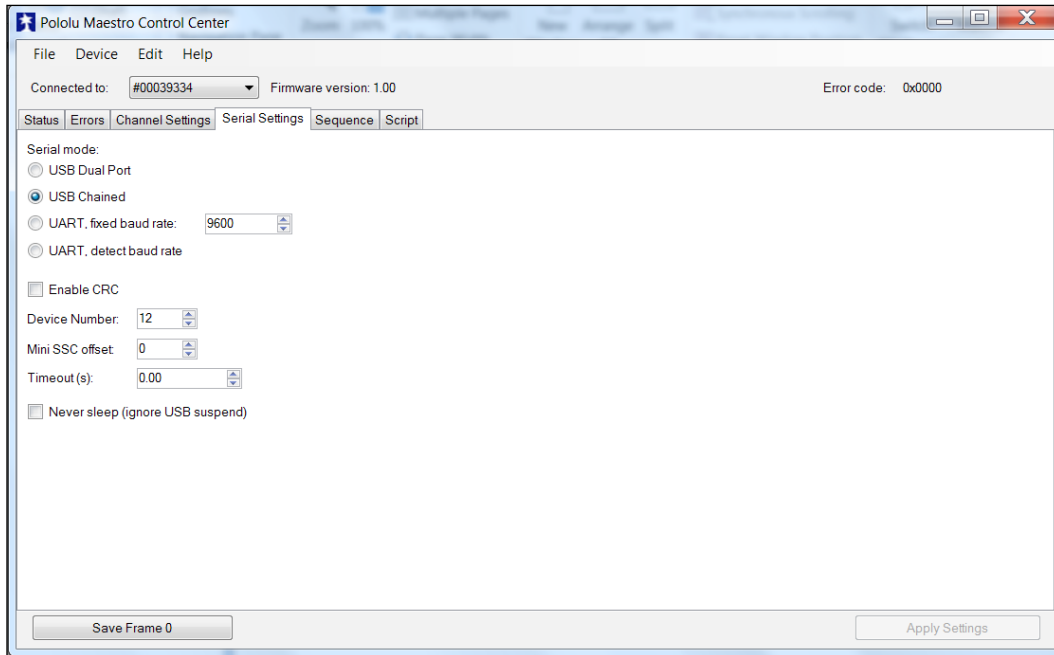 Pololu Maestro Control Center
File Device Edit Help
Connected to: #00039334 Firmware version: 1.00 Error code: 0x0000
Status Errors Channel Settings Serial Settings Sequence Script
Serial mode:
USB Dual Port
USB Chained
UART, fixed baud rate: 9600
UART, detect baud rate
Enable CRC
Device Number: 12
Mini SSC offset: 0
Timeout (s): 0.00
Never sleep (ignore USB suspend)
Save Frame 0 Apply Settings